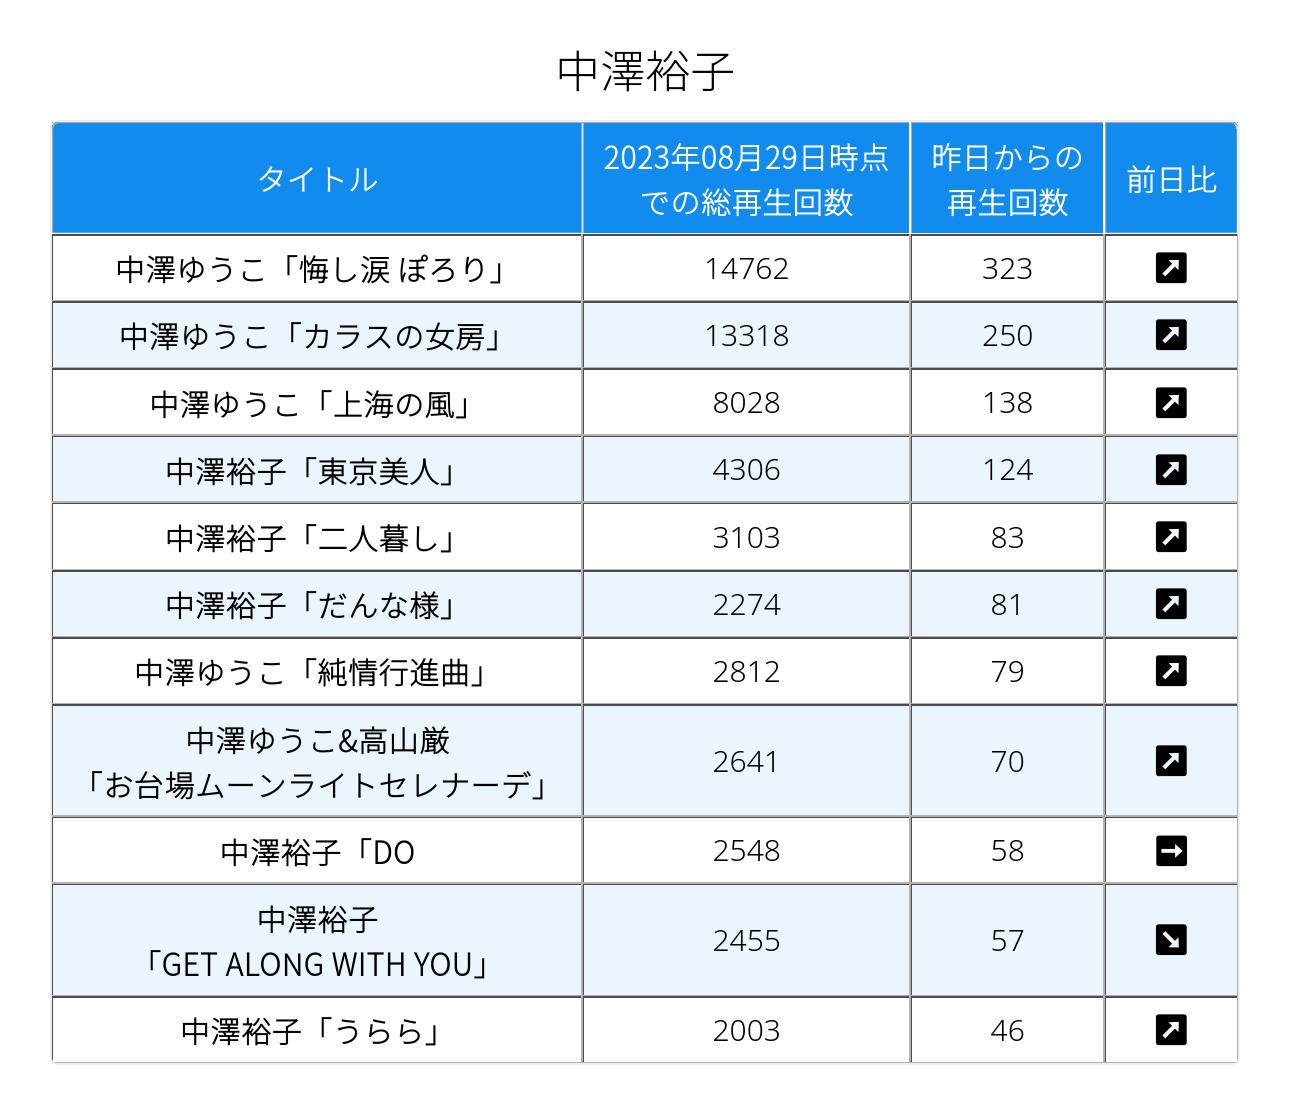 中澤裕子
タイトル
2023年08月29日時点
での総再生回数
昨日からの
再生回数
前日比
中澤ゆうこ「悔し涙 ぽろり」 14762 323
中澤ゆうこ「カラスの女房」 13318 250
中澤ゆうこ「上海の風」 8028 138
中澤裕子「東京美人」 4306 124
中澤裕子「二人暮し」 3103 83
中澤裕子「だんな様」 2274 81
中澤ゆうこ「純情行進曲」 2812 79
中澤ゆうこ&高山厳
「お台場ムーンライトセレナーデ」 2641 70
中澤裕子「DO 2548 58
中澤裕子
「GET ALONG WITH YOU」 2455 57
中澤裕子「うらら」 2003 46